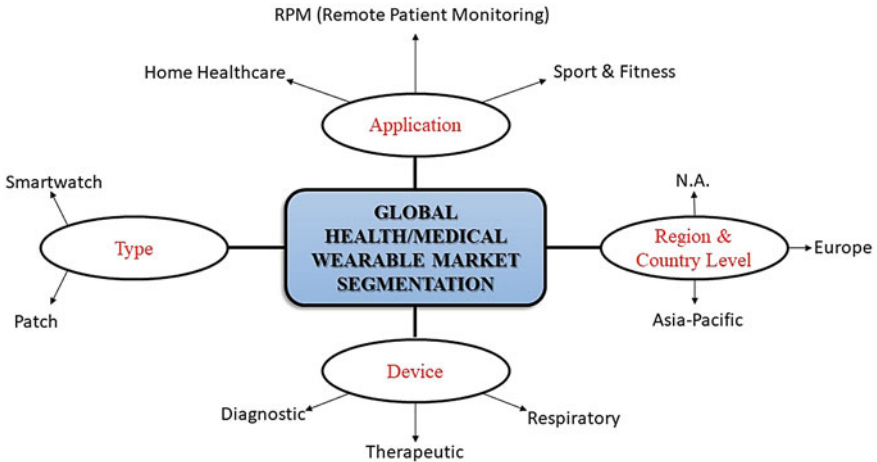 RPM (Remote Patient Monitoring)
Home Healthcare
Sport & Fitness
Application
Smartwatch
Type
Patch
GLOBAL
HEALTH/MEDICAL
WEARABLE MARKET
SEGMENTATION
N.A.
Region &
Country Level
Europe
Asia-Pacific
Device
Diagnostic
Respiratory
Therapeutic